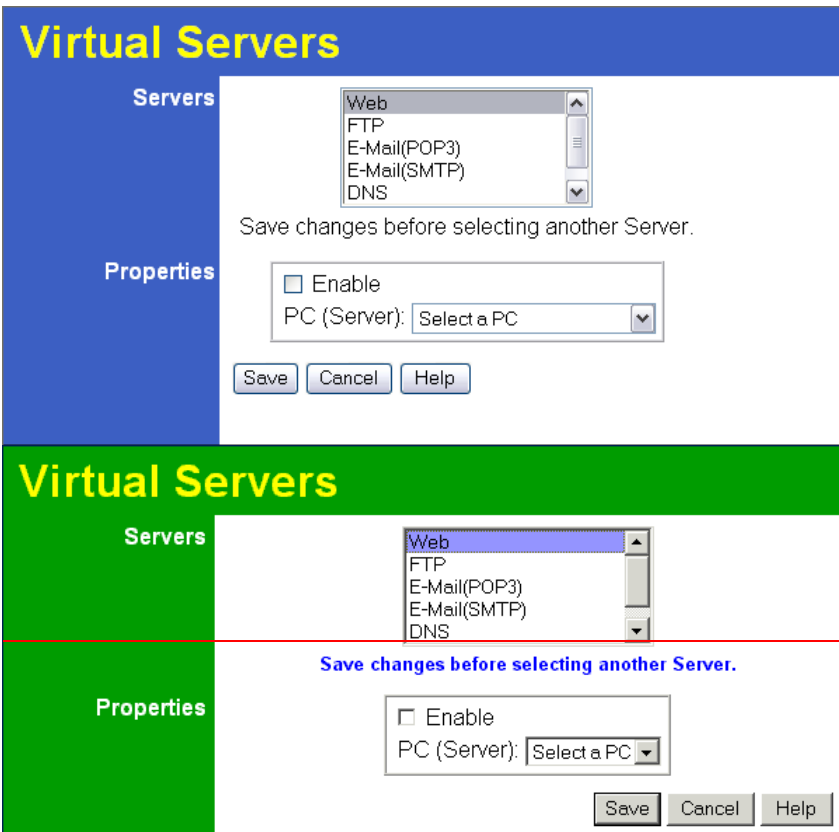 Virtual Servers
Servers
Web
FTP
E-Mail(POP3)
E-Mail(SMTP)
DNS
Save changes before selecting another Server.
Properties
Enable
PC (Server): Select a PC
Save Cancel Help
Virtual Servers
Servers
Web
FTP
E-Mail(POP3)
E-Mail(SMTP)
DNS
Save changes before selecting another Server.
Properties
Enable
PC (Server): Select a PC
Save Cancel Help